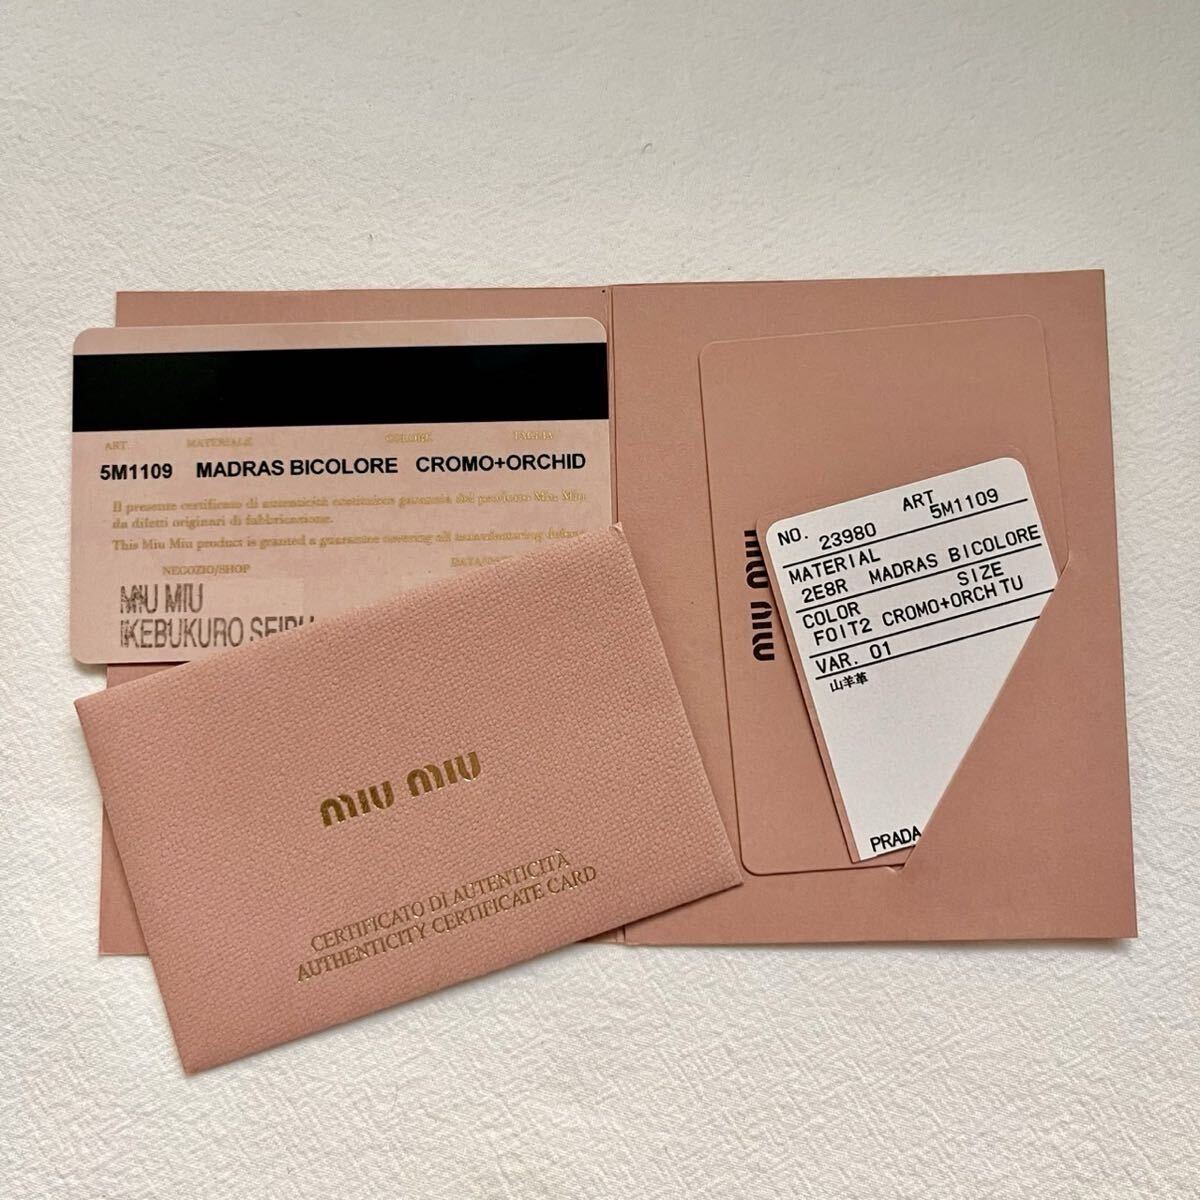 ART. MATERIALE COLORE TAGLIA
5M1109 MADRAS BICOLORE CROMO+ORCHID
Il presente certificato di autenticità costituisce garanzia del prodotto Miu Miu
da difetti originari di fabbricazione.
This Miu Miu product is granted a guarantee covering all manufacturing
NEGOZIO/SHOP
MIU MIU
IKEBUKURO SEIBU
miu miu
CERTIFICATO DI AUTENTICITÀ
AUTHENTICITY CERTIFICATE CARD
MIU MIU
NO. 23980 ART 5M1109
MATERIAL
2E8R MADRAS BICOLORE
COLOR SIZE
F0IT2 CROMO+ORCH TU
VAR. 01
山羊革
PRADA